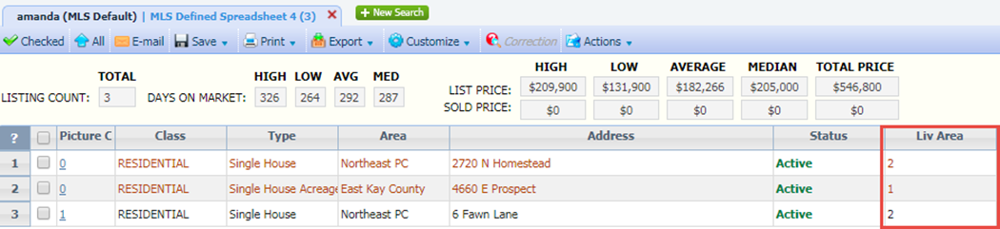 amanda (MLS Default) | MLS Defined Spreadsheet 4 (3) × + New Search
Checked All E-mail Save Print Export Customize Correction Actions
TOTAL HIGH LOW AVG MED HIGH LOW AVERAGE MEDIAN TOTAL PRICE
LISTING COUNT: 3 DAYS ON MARKET: 326 264 292 287 LIST PRICE: $209,900 $131,900 $182,266 $205,000 $546,800
SOLD PRICE: $0 $0 $0 $0 $0
? Picture C Class Type Area Address Status Liv Area
1 0 RESIDENTIAL Single House Northeast PC 2720 N Homestead Active 2
2 0 RESIDENTIAL Single House Acreage East Kay County 4660 E Prospect Active 1
3 1 RESIDENTIAL Single House Northeast PC 6 Fawn Lane Active 2